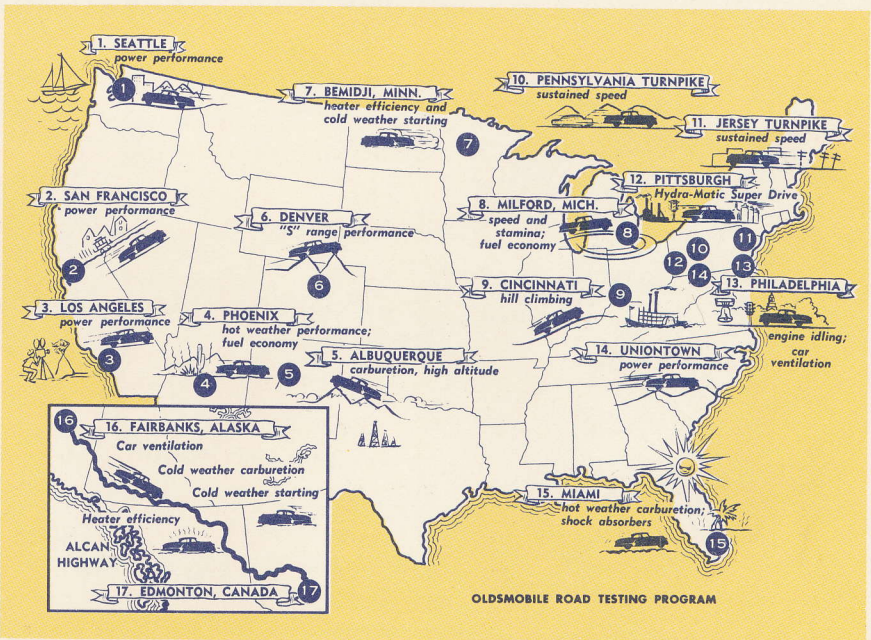 1. SEATTLE
power performance
2. SAN FRANCISCO
power performance
3. LOS ANGELES
power performance
4. PHOENIX
hot weather performance;
fuel economy
5. ALBUQUERQUE
carburetion, high altitude
6. DENVER
"S" range performance
7. BEMIDJI, MINN.
heater efficiency and
cold weather starting
8. MILFORD, MICH.
speed and
stamina;
fuel economy
9. CINCINNATI
hill climbing
10. PENNSYLVANIA TURNPIKE
sustained speed
11. JERSEY TURNPIKE
sustained speed
12. PITTSBURGH
Hydra-Matic Super Drive
13. PHILADELPHIA
engine idling;
car
ventilation
14. UNIONTOWN
power performance
15. MIAMI
hot weather carburetion;
shock absorbers
16. FAIRBANKS, ALASKA
Car ventilation
Cold weather carburetion
Cold weather starting
Heater efficiency
ALCAN
HIGHWAY
17. EDMONTON, CANADA
1
2
3
4
5
6
7
8
9
10
11
12
13
14
15
16
17
OLDSMOBILE ROAD TESTING PROGRAM